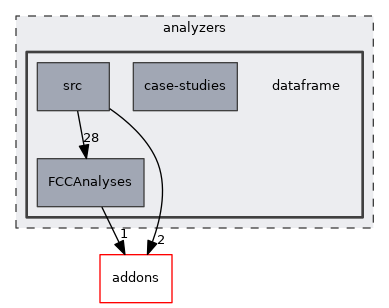 analyzers
src
case-studies
dataframe
28
FCCAnalyses
1
2
addons